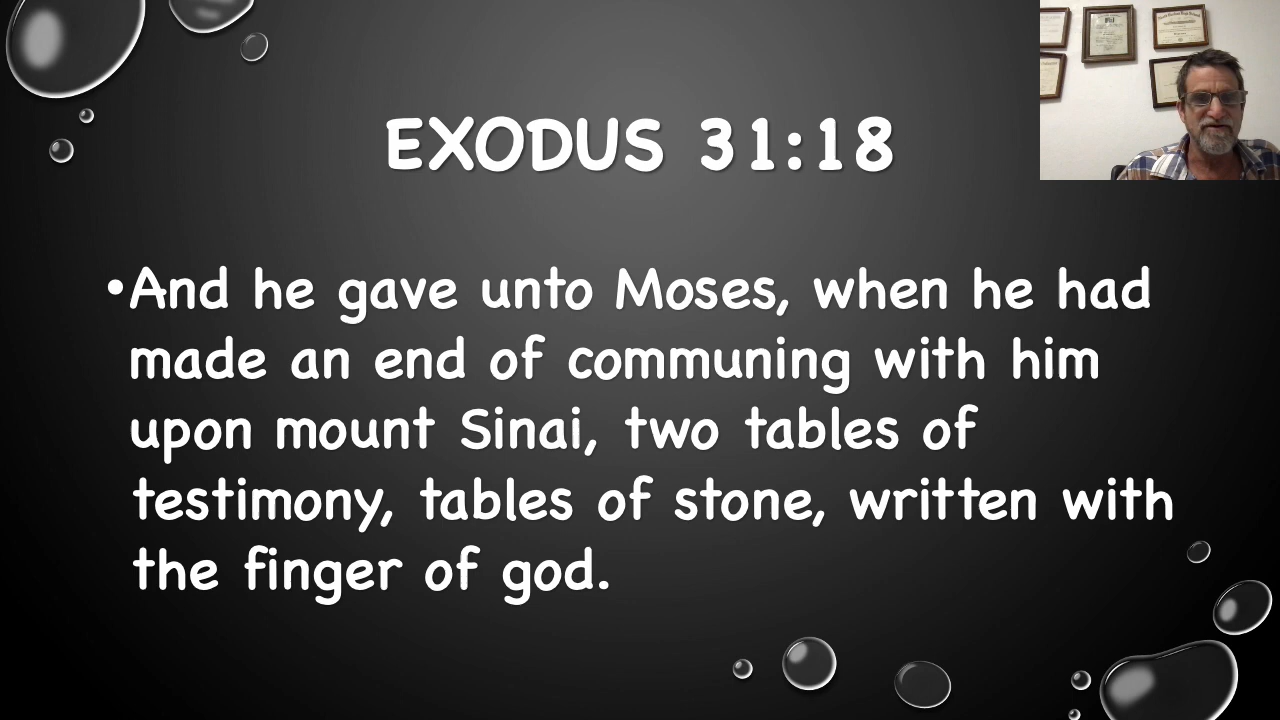 EXODUS 31:18
•And he gave unto Moses, when he had
made an end of communing with him
upon mount Sinai, two tables of
testimony, tables of stone, written with
the finger of god.